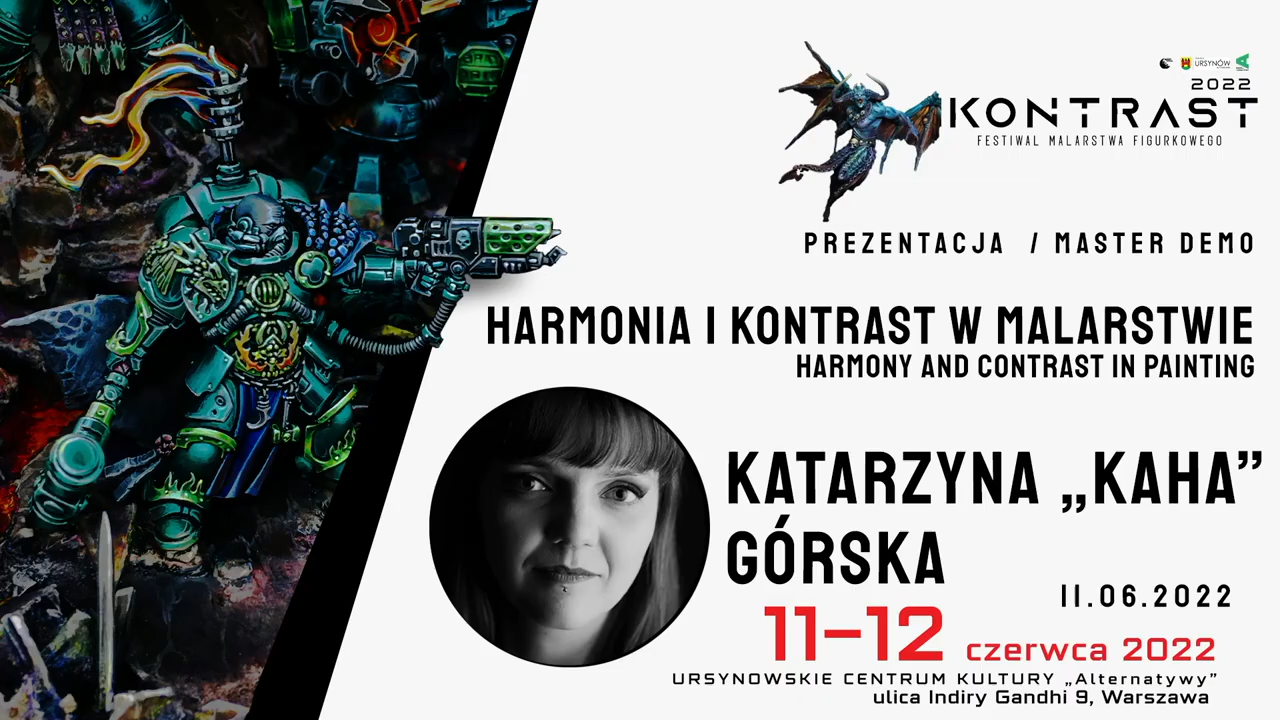 URSYNÓW
2022
KONTRAST
FESTIWAL MALARSTWA FIGURKOWEGO
PREZENTACJA / MASTER DEMO
HARMONIA I KONTRAST W MALARSTWIE
HARMONY AND CONTRAST IN PAINTING
KATARZYNA „KAHA”
GÓRSKA
11.06.2022
11–12 czerwca 2022
URSYNOWSKIE CENTRUM KULTURY „Alternatywy”
ulica Indiry Gandhi 9, Warszawa